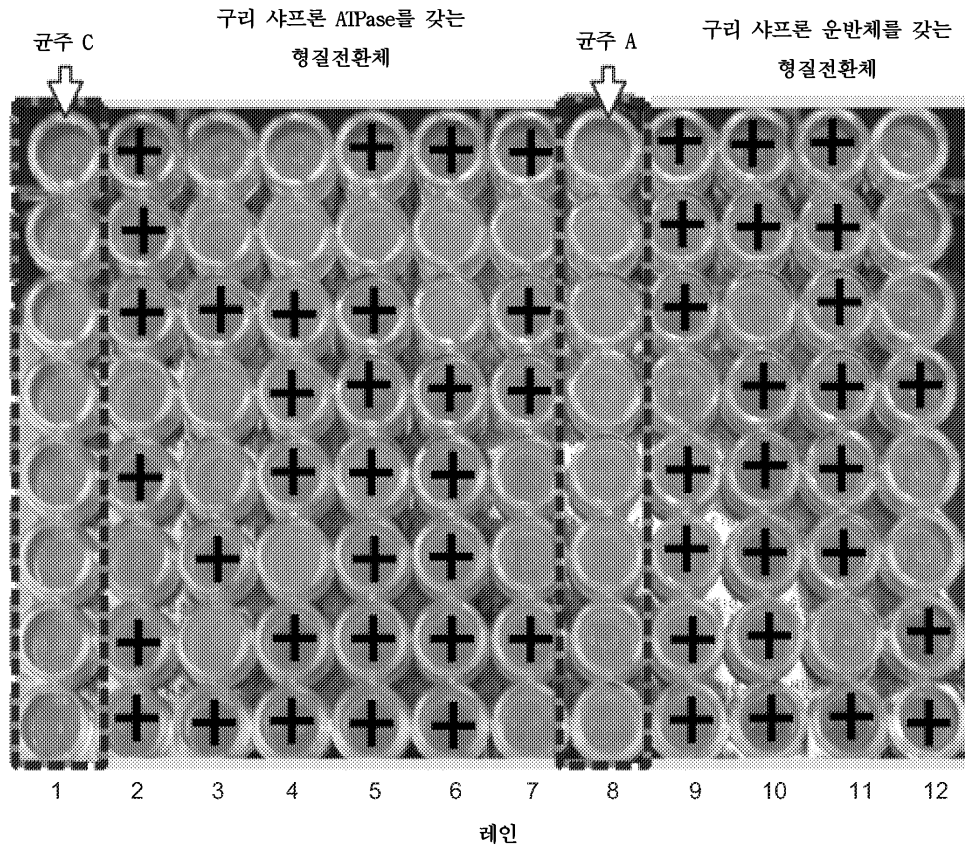 구리 샤프론 ATPase를 갖는
형질전환체
구리 샤프론 운반체를 갖는
형질전환체
균주 C
균주 A
1 2 3 4 5 6 7 8 9 10 11 12
레인